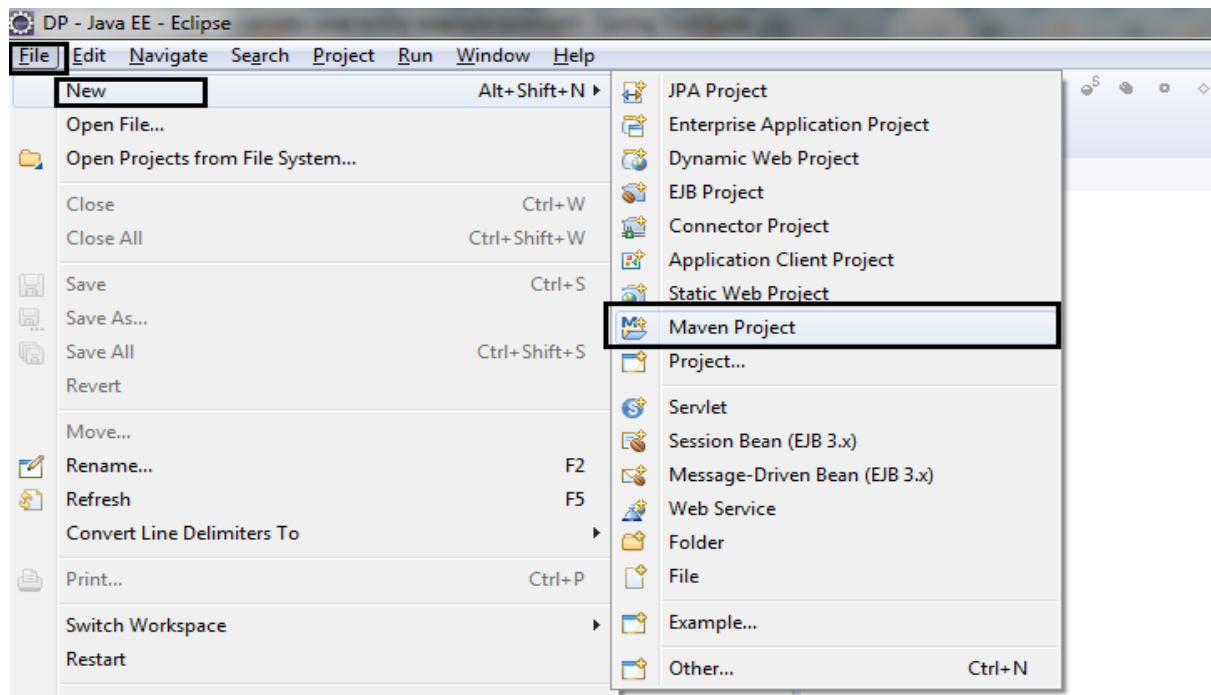 DP - Java EE - Eclipse
File Edit Navigate Search Project Run Window Help
New Alt+Shift+N
Open File...
Open Projects from File System...
Close Ctrl+W
Close All Ctrl+Shift+W
Save Ctrl+S
Save As...
Save All Ctrl+Shift+S
Revert
Move...
Rename... F2
Refresh F5
Convert Line Delimiters To
Print... Ctrl+P
Switch Workspace
Restart
JPA Project
Enterprise Application Project
Dynamic Web Project
EJB Project
Connector Project
Application Client Project
Static Web Project
Maven Project
Project...
Servlet
Session Bean (EJB 3.x)
Message-Driven Bean (EJB 3.x)
Web Service
Folder
File
Example...
Other... Ctrl+N